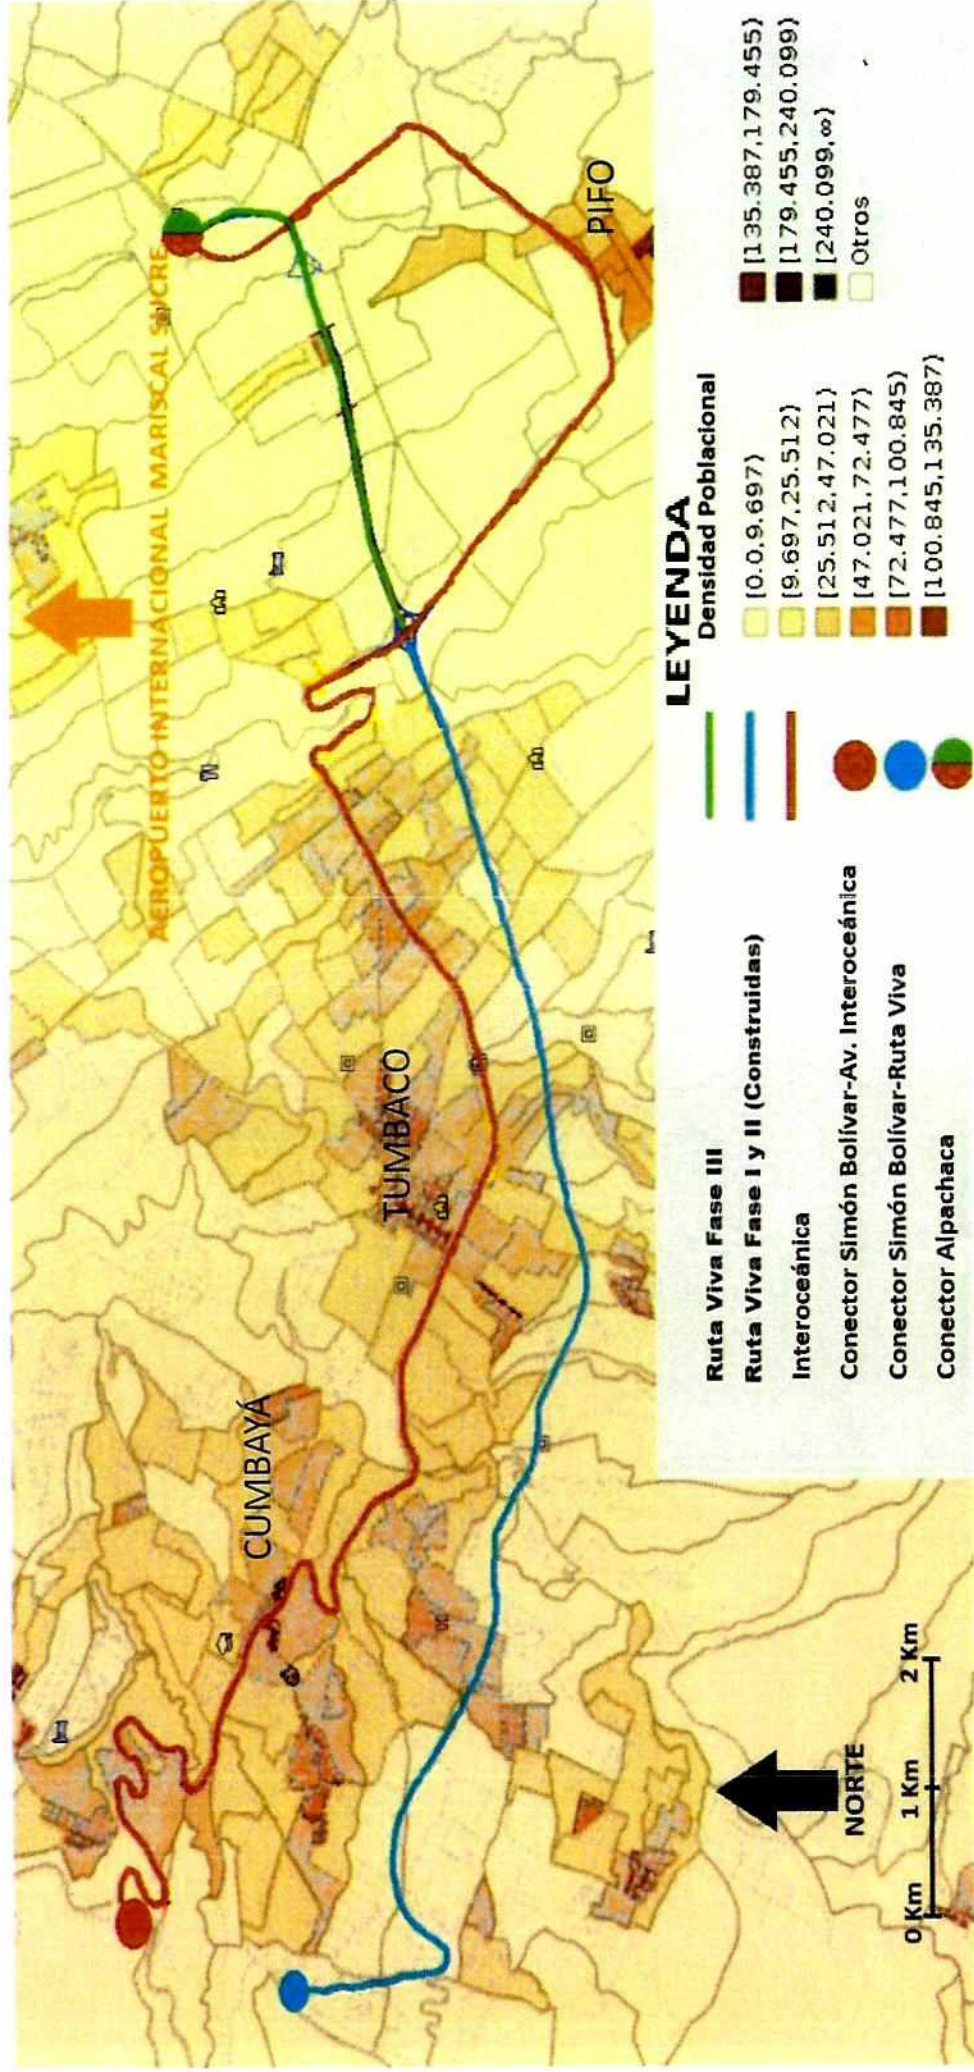 AEROPUERTO INTERNACIONAL MARISCAL SUCRE
CUMBAYÁ
TUMBACO
PIFO
NORTE
0 Km 1 Km 2 Km
LEYENDA
Ruta Viva Fase III
Ruta Viva Fase I y II (Construidas)
Interoceánica
Conector Simón Bolívar-Av. Interoceánica
Conector Simón Bolívar-Ruta Viva
Conector Alpachaca
Densidad Poblacional
[0.0,9.697)
[9.697,25.512)
[25.512,47.021)
[47.021,72.477)
[72.477,100.845)
[100.845,135.387)
[135.387,179.455)
[179.455,240.099)
[240.099,∞)
Otros